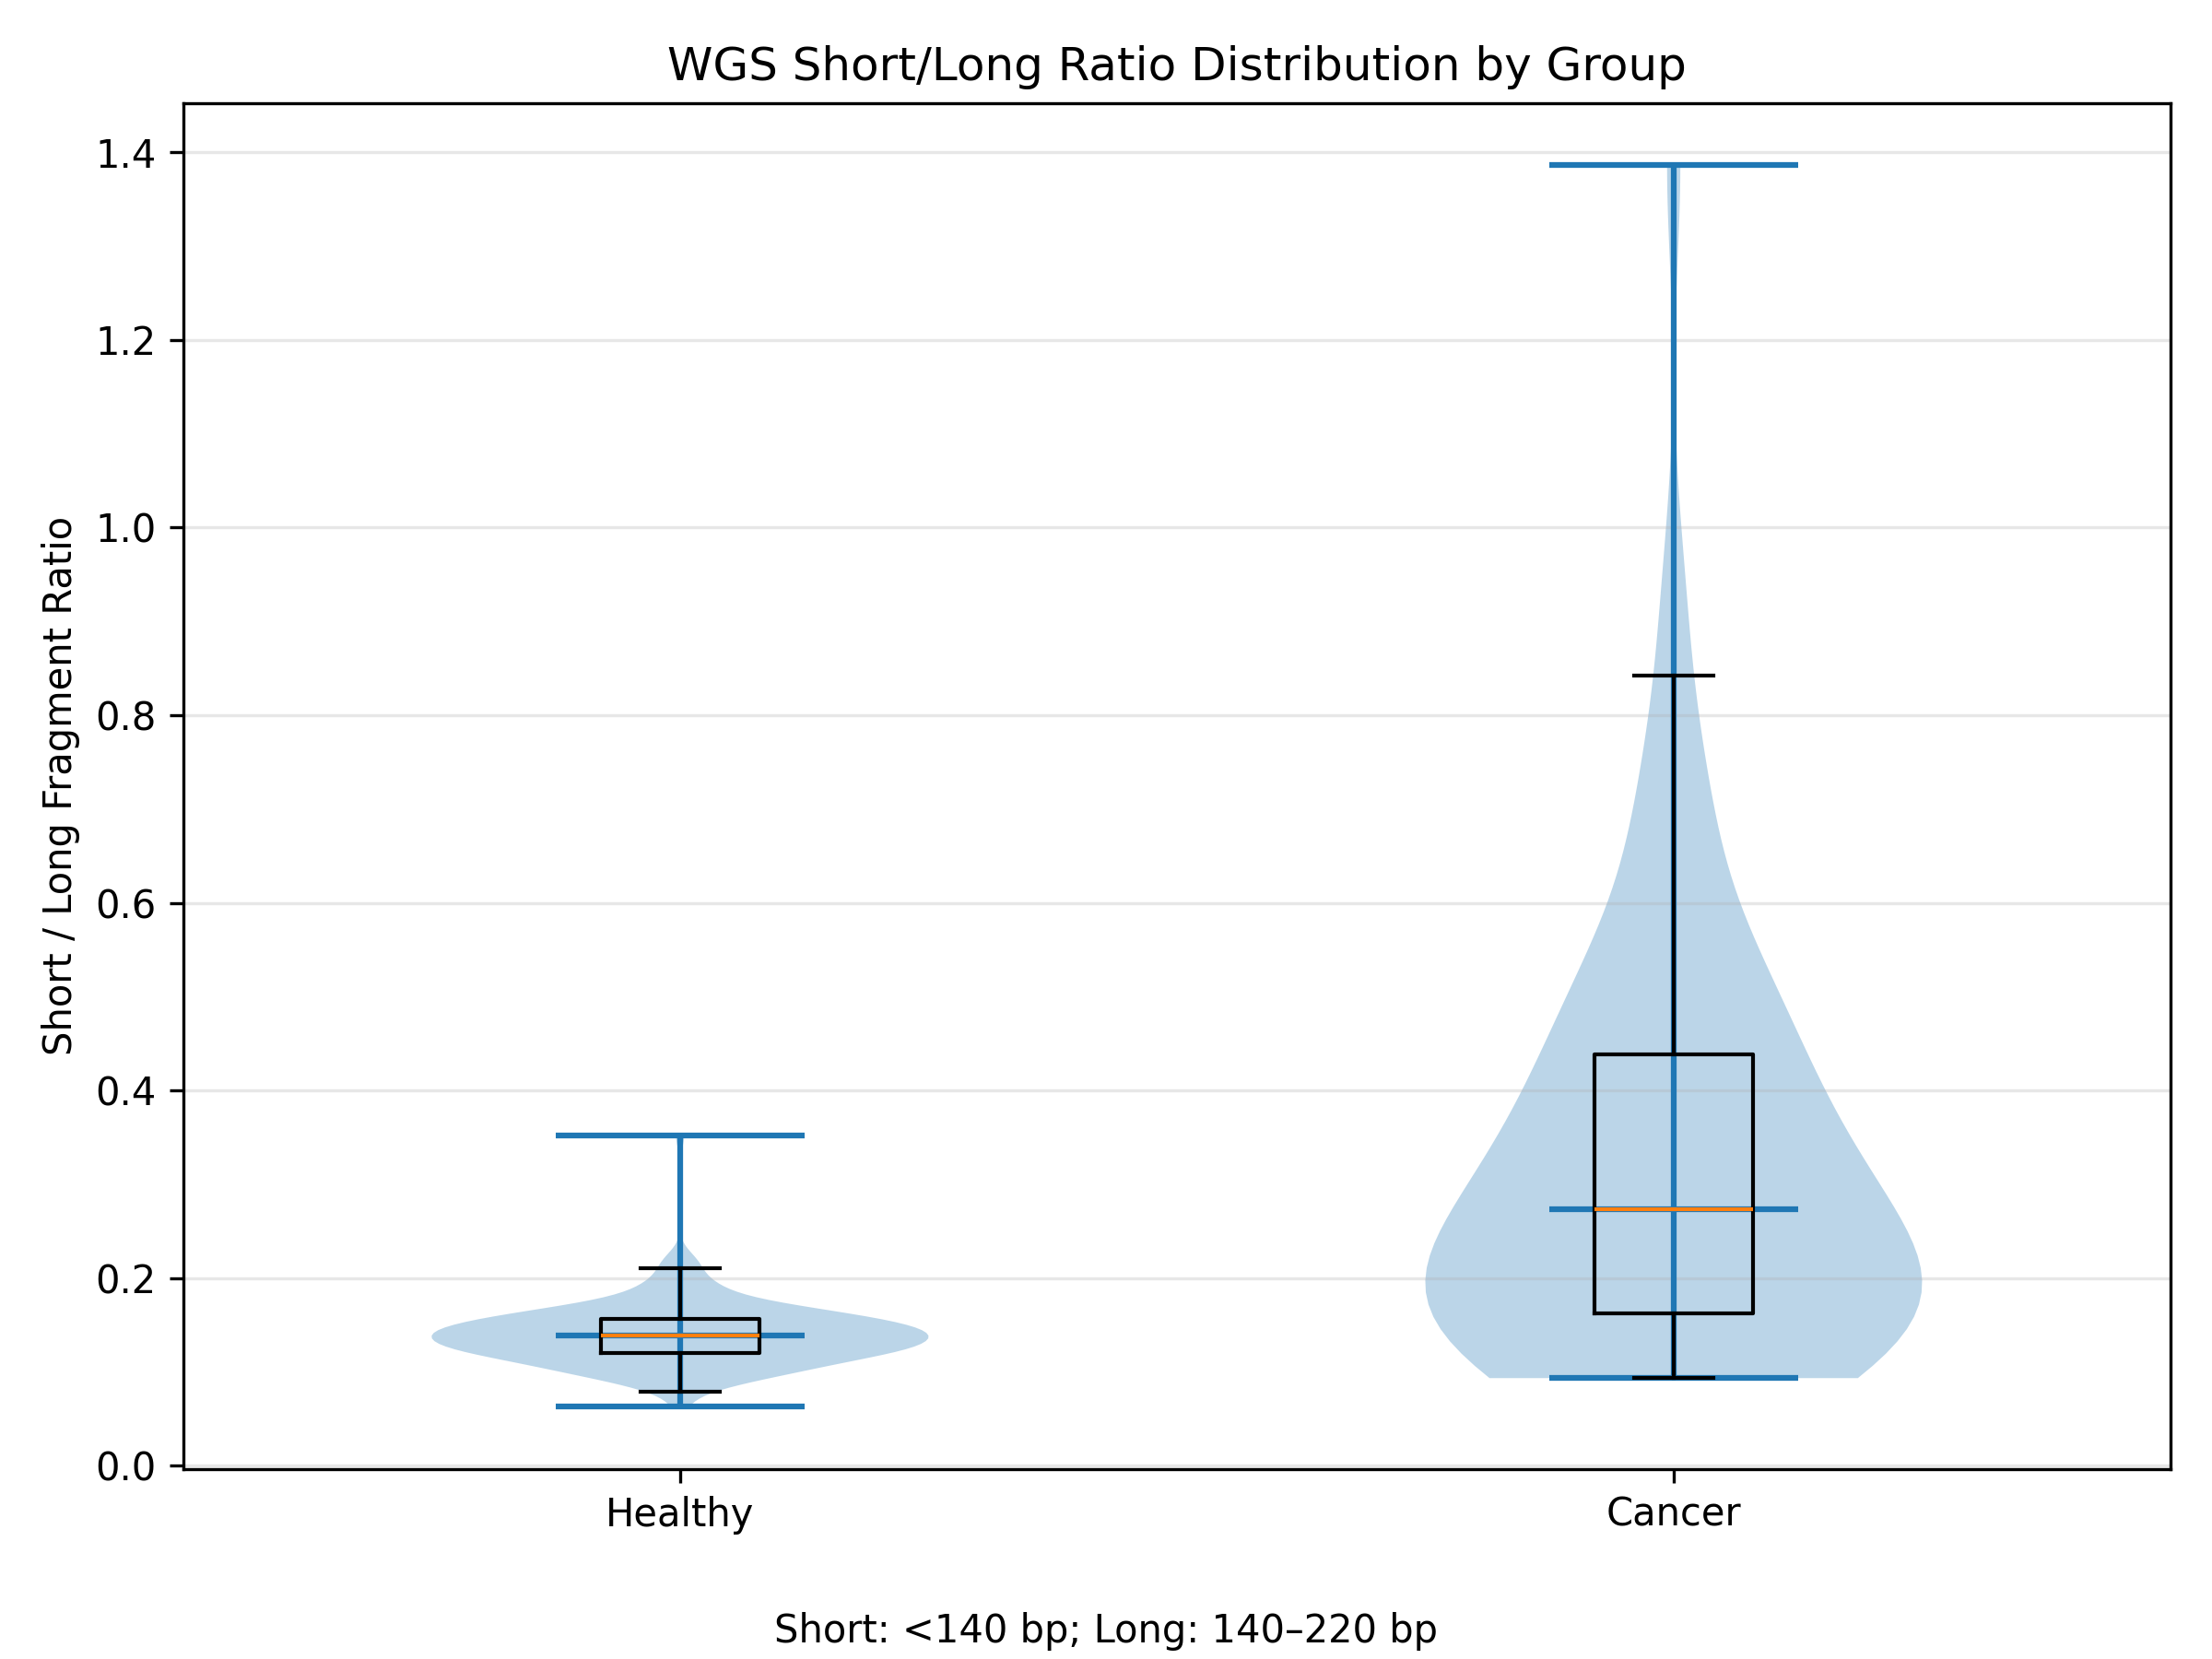 WGS Short/Long Ratio Distribution by Group
Short / Long Fragment Ratio
1.4
1.2
1.0
0.8
0.6
0.4
0.2
0.0
Healthy
Cancer
Short: <140 bp; Long: 140–220 bp